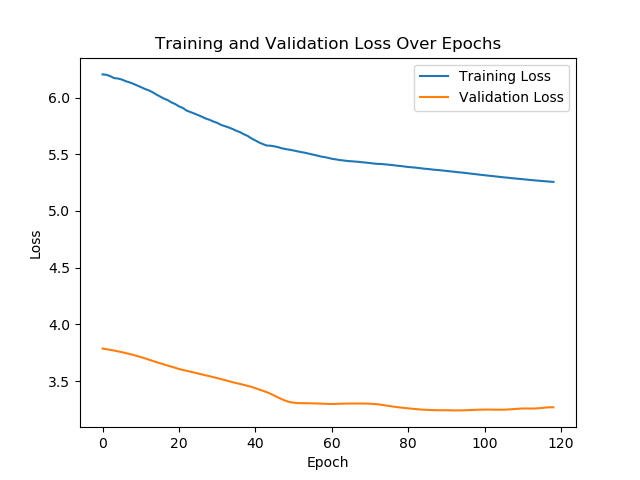 Training and Validation Loss Over Epochs
Training Loss
Validation Loss
6.0
5.5
5.0
4.5
4.0
3.5
Loss
0 20 40 60 80 100 120
Epoch